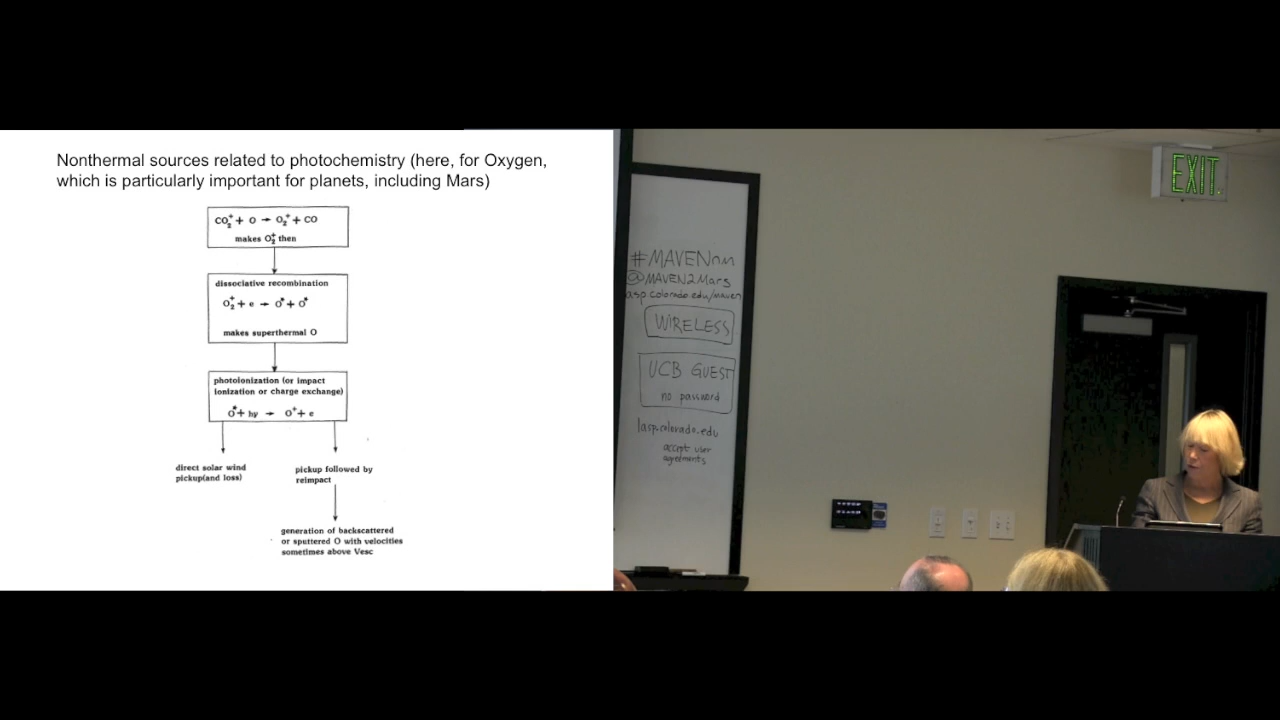 Nonthermal sources related to photochemistry (here, for Oxygen,
which is particularly important for planets, including Mars)
CO₂⁺ + O → O₂⁺ + CO
makes O₂⁺ then
dissociative recombination
O₂⁺ + e → O* + O*
makes superthermal O
photoionization (or impact
ionization or charge exchange)
O* + hν → O⁺ + e
direct solar wind
pickup(and loss)
pickup followed by
reimpact
generation of backscattered
or sputtered O with velocities
sometimes above Vesc
#MAVENnm
@MAVEN2Mars
lasp.colorado.edu/maven
WIRELESS
UCB GUEST
no password
lasp.colorado.edu
accept user
agreements
EXIT